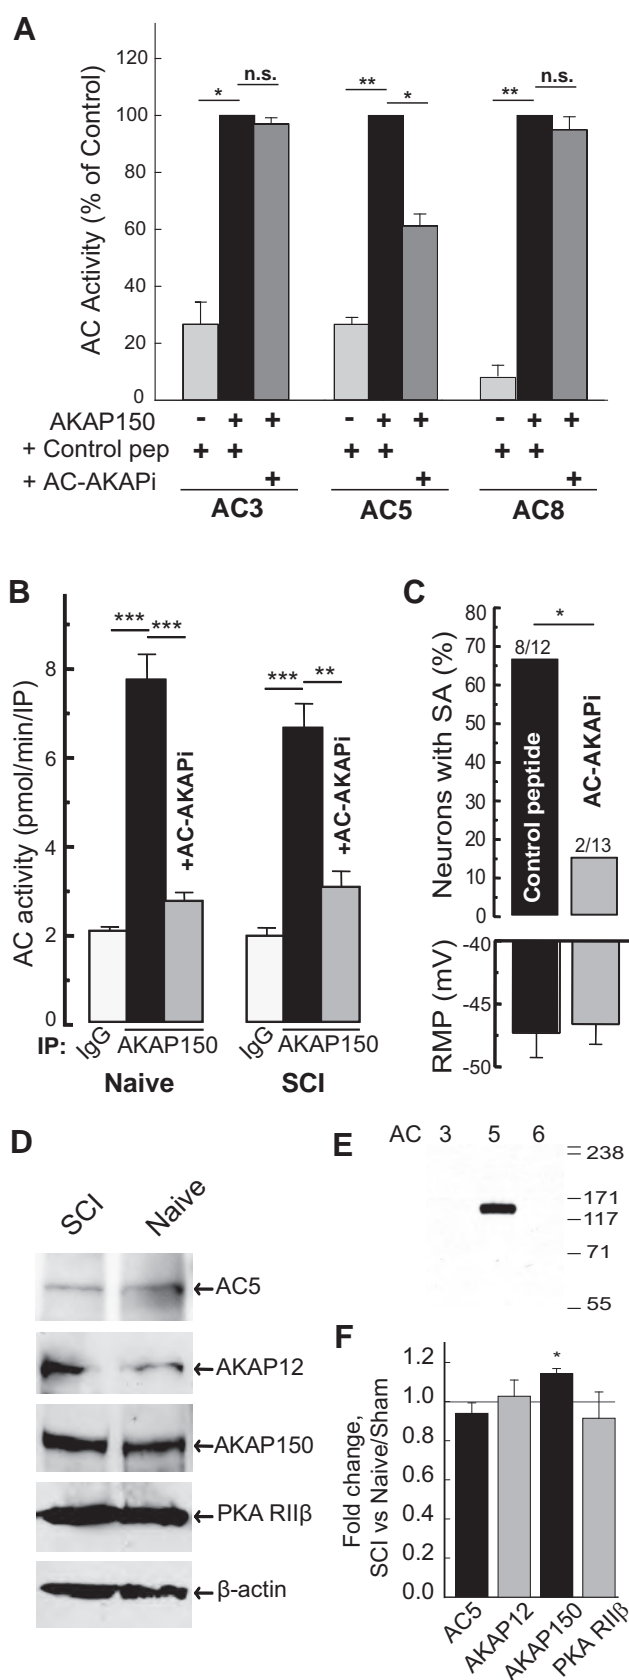 A
AC Activity (% of Control)
120
100
80
60
40
20
0
* n.s.
** *
** n.s.
AKAP150 - + + - + + - + +
+ Control pep + + + + + +
+ AC-AKAPi + + +
AC3 AC5 AC8
B
AC activity (pmol/min/IP)
8
6
4
2
0
*** ***
*** **
+AC-AKAPi
+AC-AKAPi
IP: IgG AKAP150 IgG AKAP150
Naive SCI
C
Neurons with SA (%)
80
70
60
50
40
30
20
10
0
*
8/12
Control peptide
AC-AKAPi
2/13
RMP (mV)
-40
-45
-50
D
SCI Naive
←AC5
←AKAP12
←AKAP150
←PKA RIIβ
←β-actin
E
AC 3 5 6
238
171
117
71
55
F
Fold change,
SCI vs Naive/Sham
1.2
1.0
0.8
0.6
0.4
1.2
0.0
*
AC5 AKAP12 AKAP150 PKA RIIβ